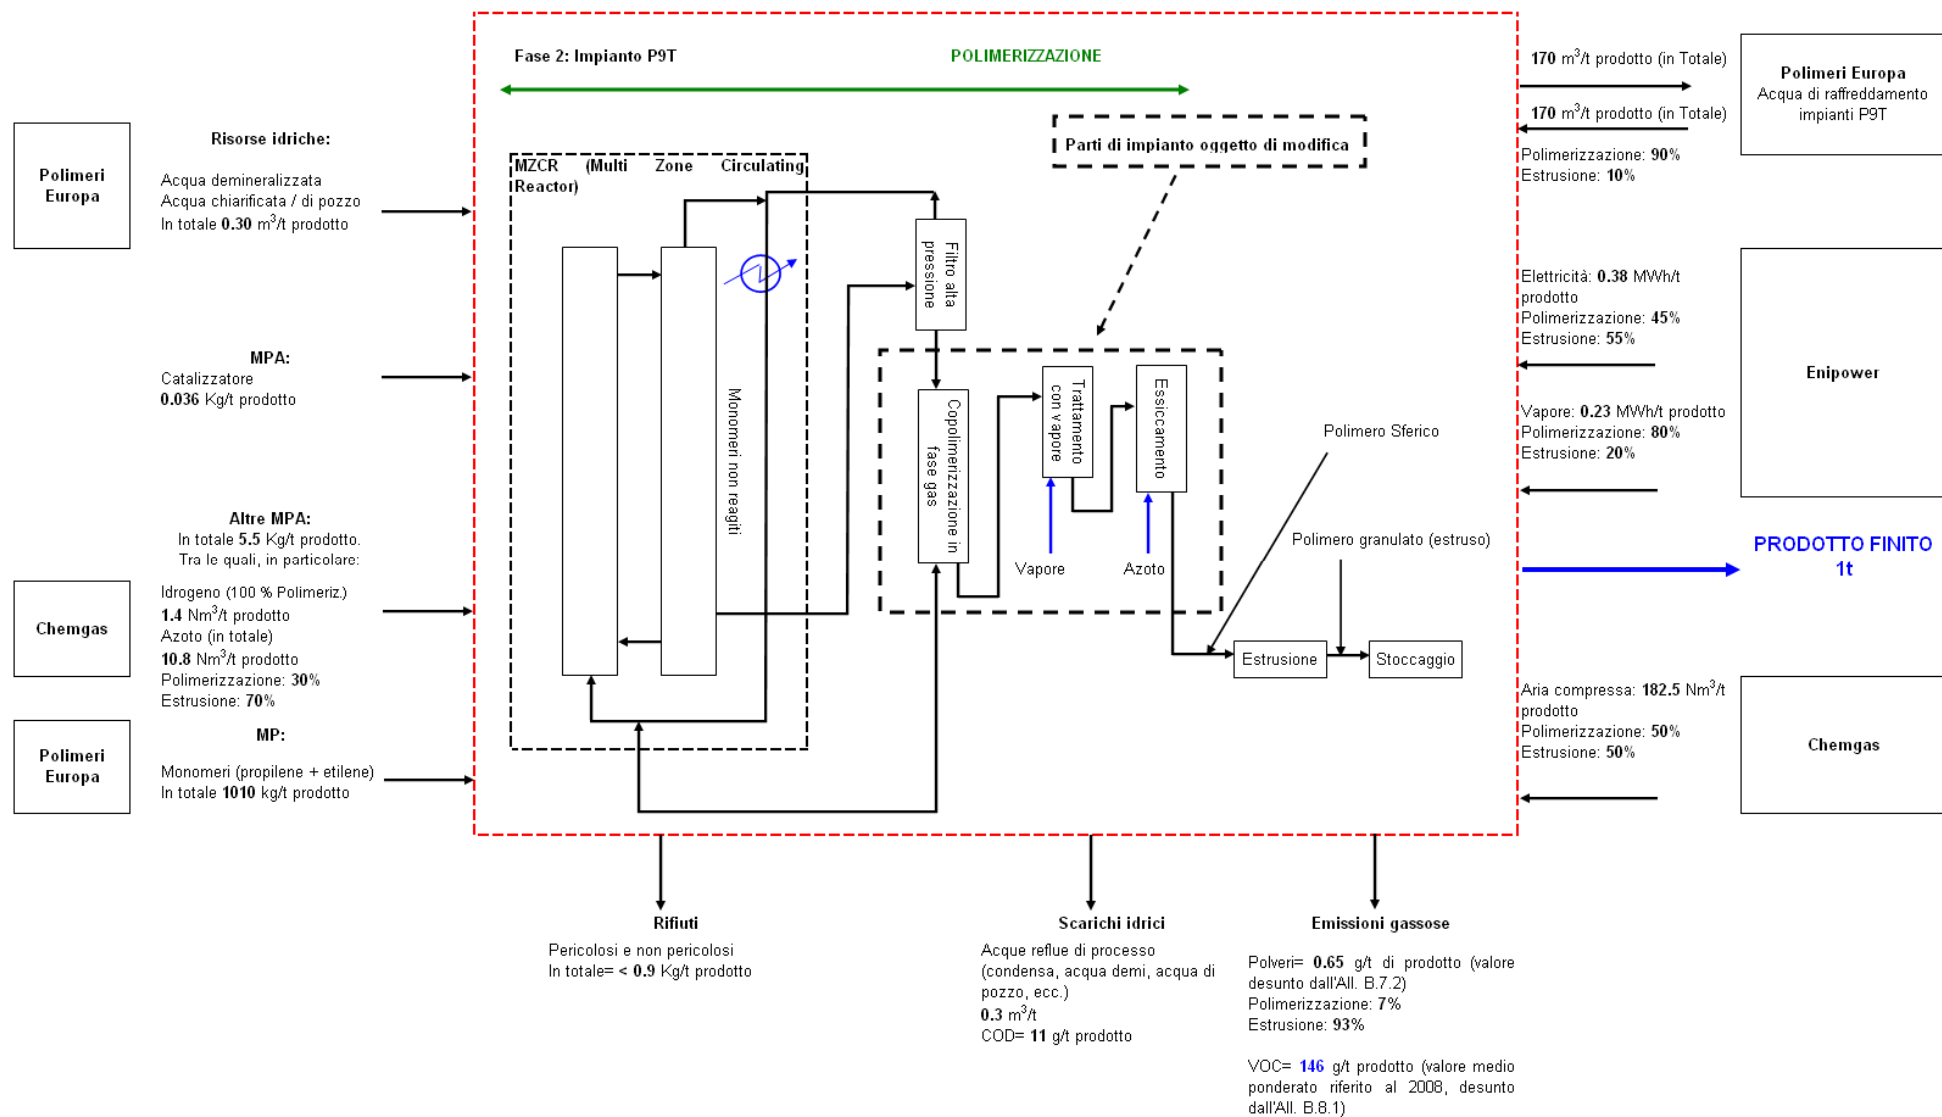 Fase 2: Impianto P9T
POLIMERIZZAZIONE
Parti di impianto oggetto di modifica
MZCR (Multi Zone Circulating
Reactor)
Monomeri non reagiti
Filtro alta
pressione
Copolimerizzazione in
fase gas
Trattamento
con vapore
Essiccamento
Vapore
Azoto
Polimero Sferico
Polimero granulato (estruso)
Estrusione
Stoccaggio
Polimeri
Europa
Risorse idriche:
Acqua demineralizzata
Acqua chiarificata / di pozzo
In totale 0.30 m³/t prodotto
MPA:
Catalizzatore
0.036 Kg/t prodotto
Altre MPA:
In totale 5.5 Kg/t prodotto.
Tra le quali, in particolare:
Chemgas
Idrogeno (100 % Polimeriz.)
1.4 Nm³/t prodotto
Azoto (in totale)
10.8 Nm³/t prodotto
Polimerizzazione: 30%
Estrusione: 70%
Polimeri
Europa
MP:
Monomeri (propilene + etilene)
In totale 1010 kg/t prodotto
170 m³/t prodotto (in Totale)
170 m³/t prodotto (in Totale)
Polimerizzazione: 90%
Estrusione: 10%
Polimeri Europa
Acqua di raffreddamento
impianti P9T
Elettricità: 0.38 MWh/t
prodotto
Polimerizzazione: 45%
Estrusione: 55%
Vapore: 0.23 MWh/t prodotto
Polimerizzazione: 80%
Estrusione: 20%
Enipower
PRODOTTO FINITO
1t
Aria compressa: 182.5 Nm³/t
prodotto
Polimerizzazione: 50%
Estrusione: 50%
Chemgas
Rifiuti
Pericolosi e non pericolosi
In totale= < 0.9 Kg/t prodotto
Scarichi idrici
Acque reflue di processo
(condensa, acqua demi, acqua di
pozzo, ecc.)
0.3 m³/t
COD= 11 g/t prodotto
Emissioni gassose
Polveri= 0.65 g/t di prodotto (valore
desunto dall'All. B.7.2)
Polimerizzazione: 7%
Estrusione: 93%
VOC= 146 g/t prodotto (valore medio
ponderato riferito al 2008, desunto
dall'All. B.8.1)